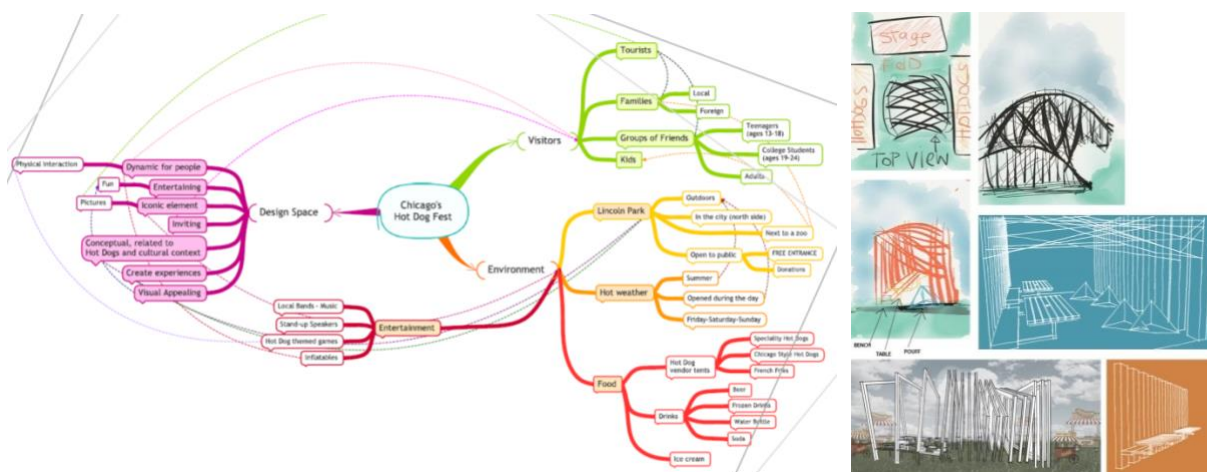 Chicago's
Hot Dog Fest
Visitors
Tourists
Families
Local
Foreign
Groups of Friends
Teenagers
(ages 13-18)
College Students
(ages 19-24)
Adults
Kids
Design Space
Dynamic for people
Physical interaction
Entertaining
Fun
Iconic element
Pictures
Inviting
Conceptual, related to
Hot Dogs and cultural context
Create experiences
Visual Appealing
Environment
Lincoln Park
Outdoors
In the city (north side)
Next to a zoo
Open to public
FREE ENTRANCE
Donations
Hot weather
Summer
Opened during the day
Friday-Saturday-Sunday
Entertainment
Local Bands - Music
Stand-up Speakers
Hot Dog themed games
Inflatables
Food
Hot Dog
vendor tents
Speciality Hot Dogs
Chicago Style Hot Dogs
French Fries
Drinks
Beer
Frozen Drinks
Water Bottle
Soda
Ice cream
Stage
HOTDOGS
HOTDOGS
TOP VIEW
BENCH
TABLE
POUFF